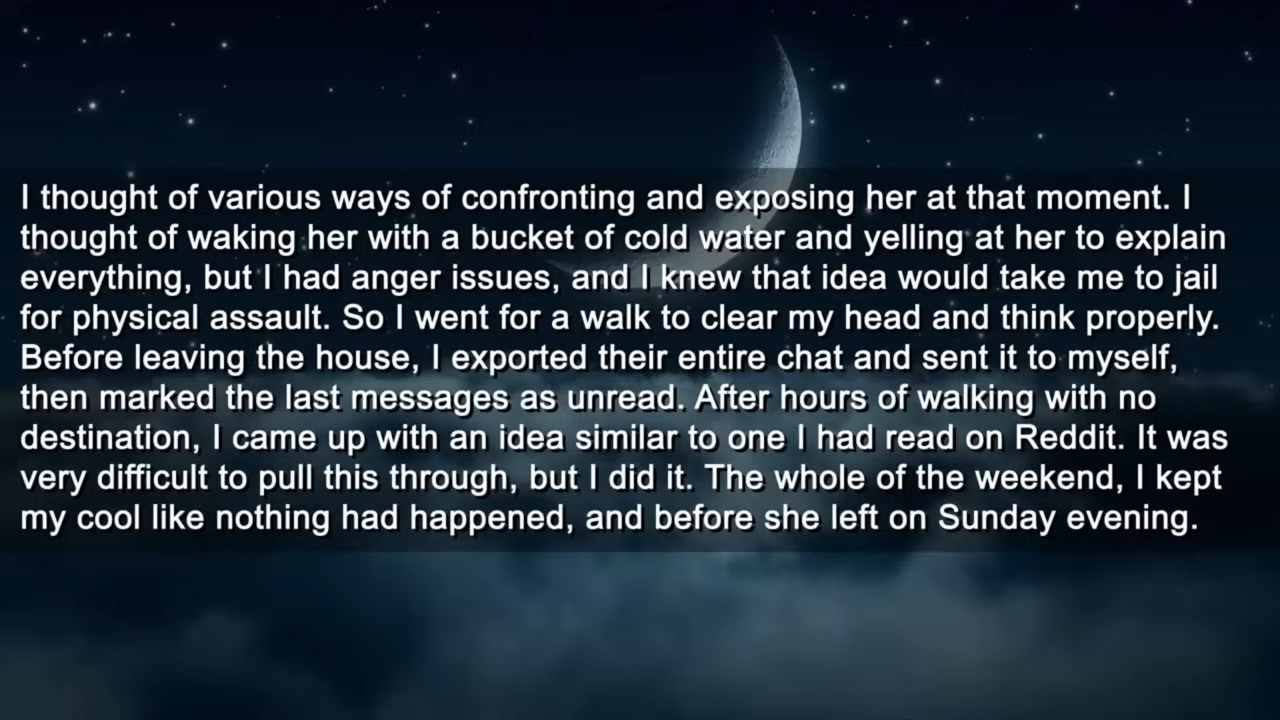 I thought of various ways of confronting and exposing her at that moment. I
thought of waking her with a bucket of cold water and yelling at her to explain
everything, but I had anger issues, and I knew that idea would take me to jail
for physical assault. So I went for a walk to clear my head and think properly.
Before leaving the house, I exported their entire chat and sent it to myself,
then marked the last messages as unread. After hours of walking with no
destination, I came up with an idea similar to one I had read on Reddit. It was
very difficult to pull this through, but I did it. The whole of the weekend, I kept
my cool like nothing had happened, and before she left on Sunday evening.